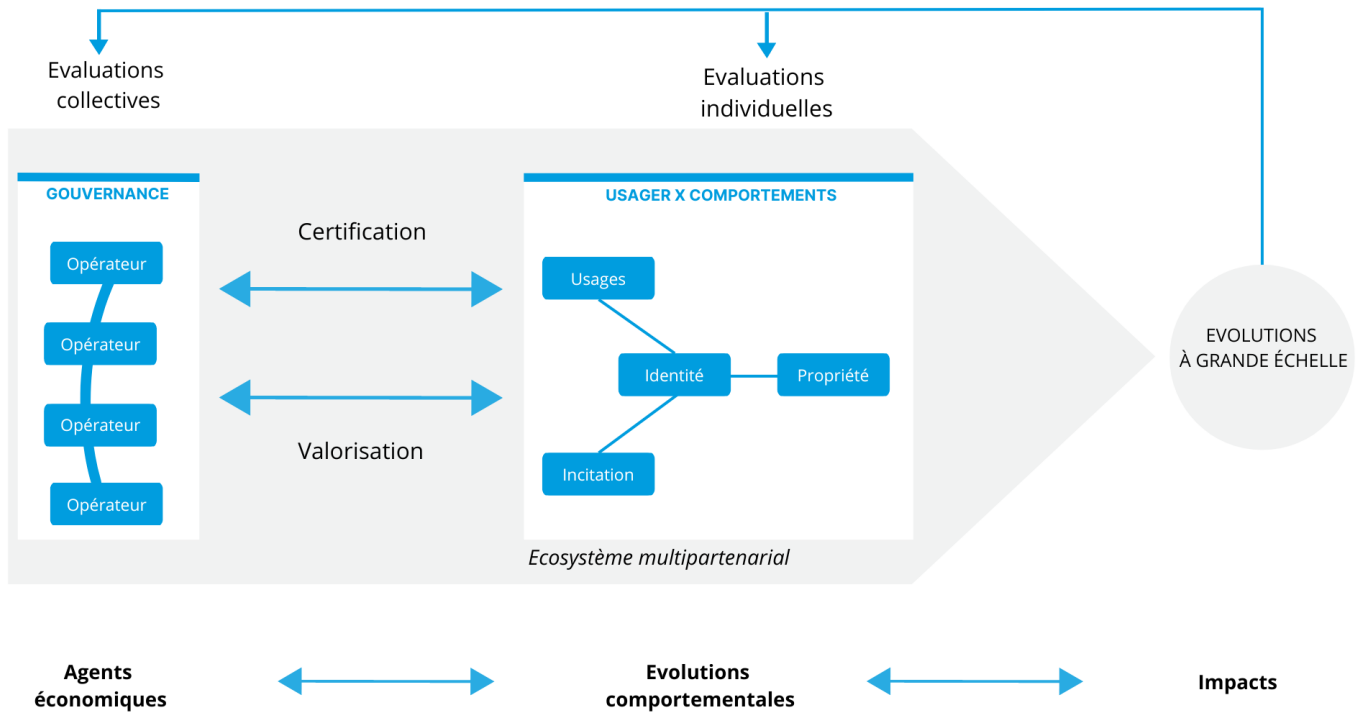 Evaluations
collectives
Evaluations
individuelles
GOUVERNANCE
Opérateur
Opérateur
Opérateur
Opérateur
Certification
Valorisation
USAGER X COMPORTEMENTS
Usages
Identité
Propriété
Incitation
Ecosystème multipartenarial
EVOLUTIONS
À GRANDE ÉCHELLE
Agents
économiques
Evolutions
comportementales
Impacts